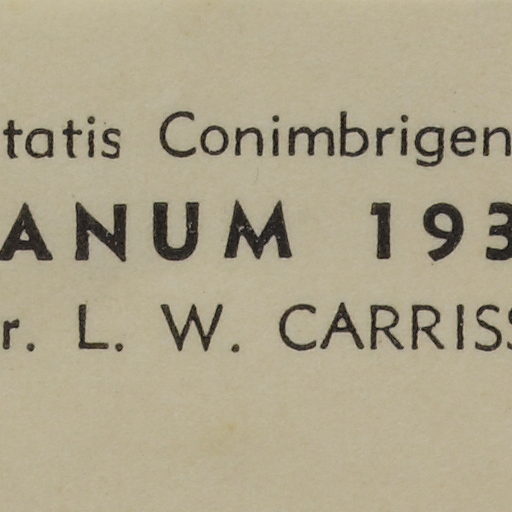 tatis Conimbrigen
ANUM 193
r. L. W. CARRISS